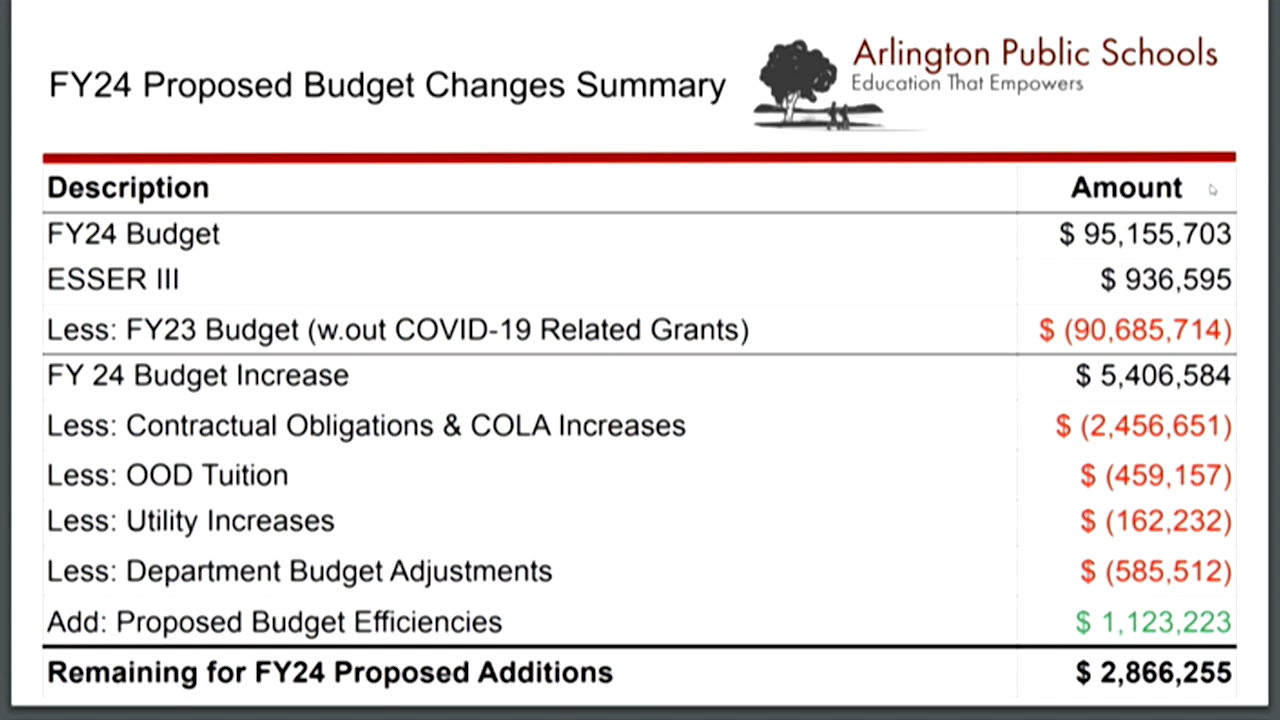 FY24 Proposed Budget Changes Summary
Arlington Public Schools
Education That Empowers
Description Amount
FY24 Budget $ 95,155,703
ESSER III $ 936,595
Less: FY23 Budget (w.out COVID-19 Related Grants) $ (90,685,714)
FY 24 Budget Increase $ 5,406,584
Less: Contractual Obligations & COLA Increases $ (2,456,651)
Less: OOD Tuition $ (459,157)
Less: Utility Increases $ (162,232)
Less: Department Budget Adjustments $ (585,512)
Add: Proposed Budget Efficiencies $ 1,123,223
Remaining for FY24 Proposed Additions $ 2,866,255